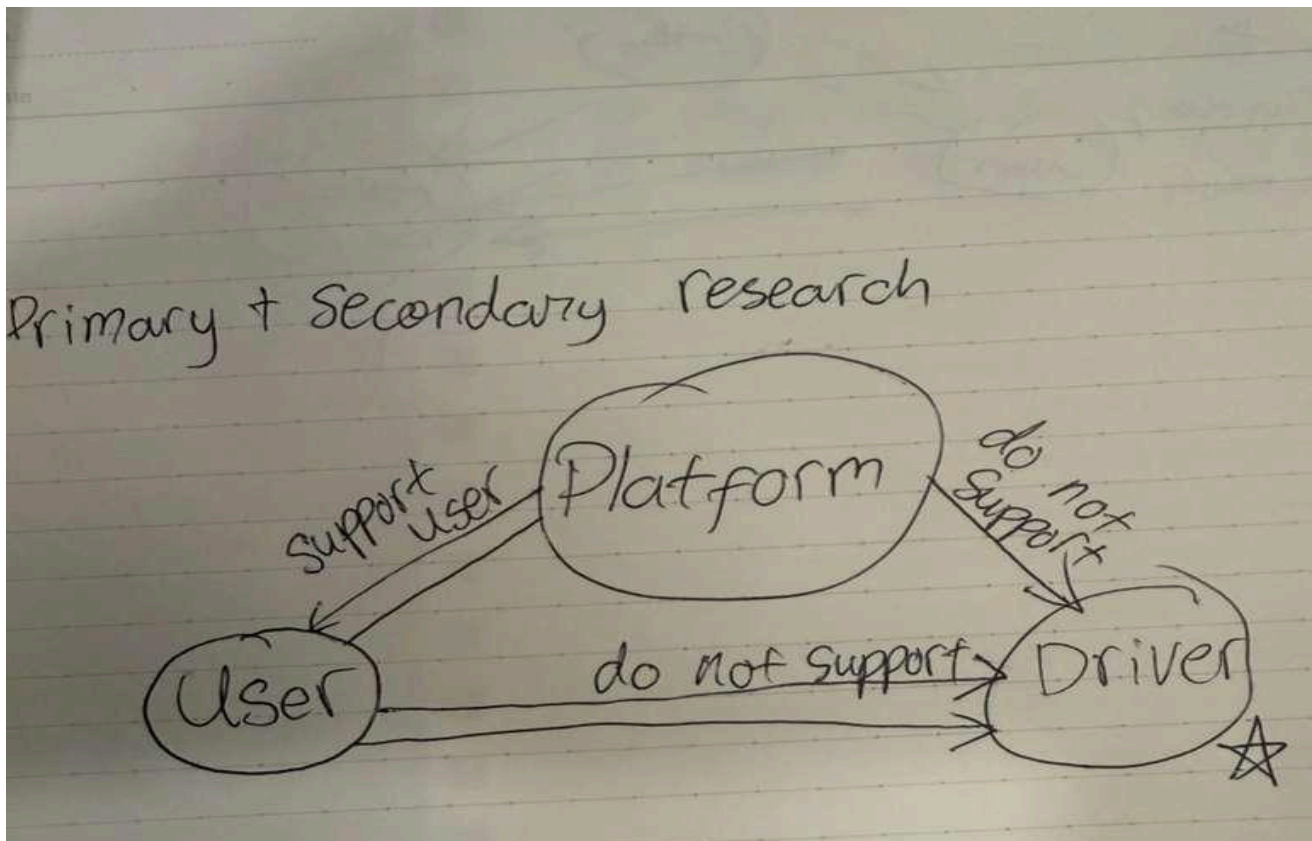 Primary + Secondary research
Platform
support
user
do not
support
do not support
User
Driver